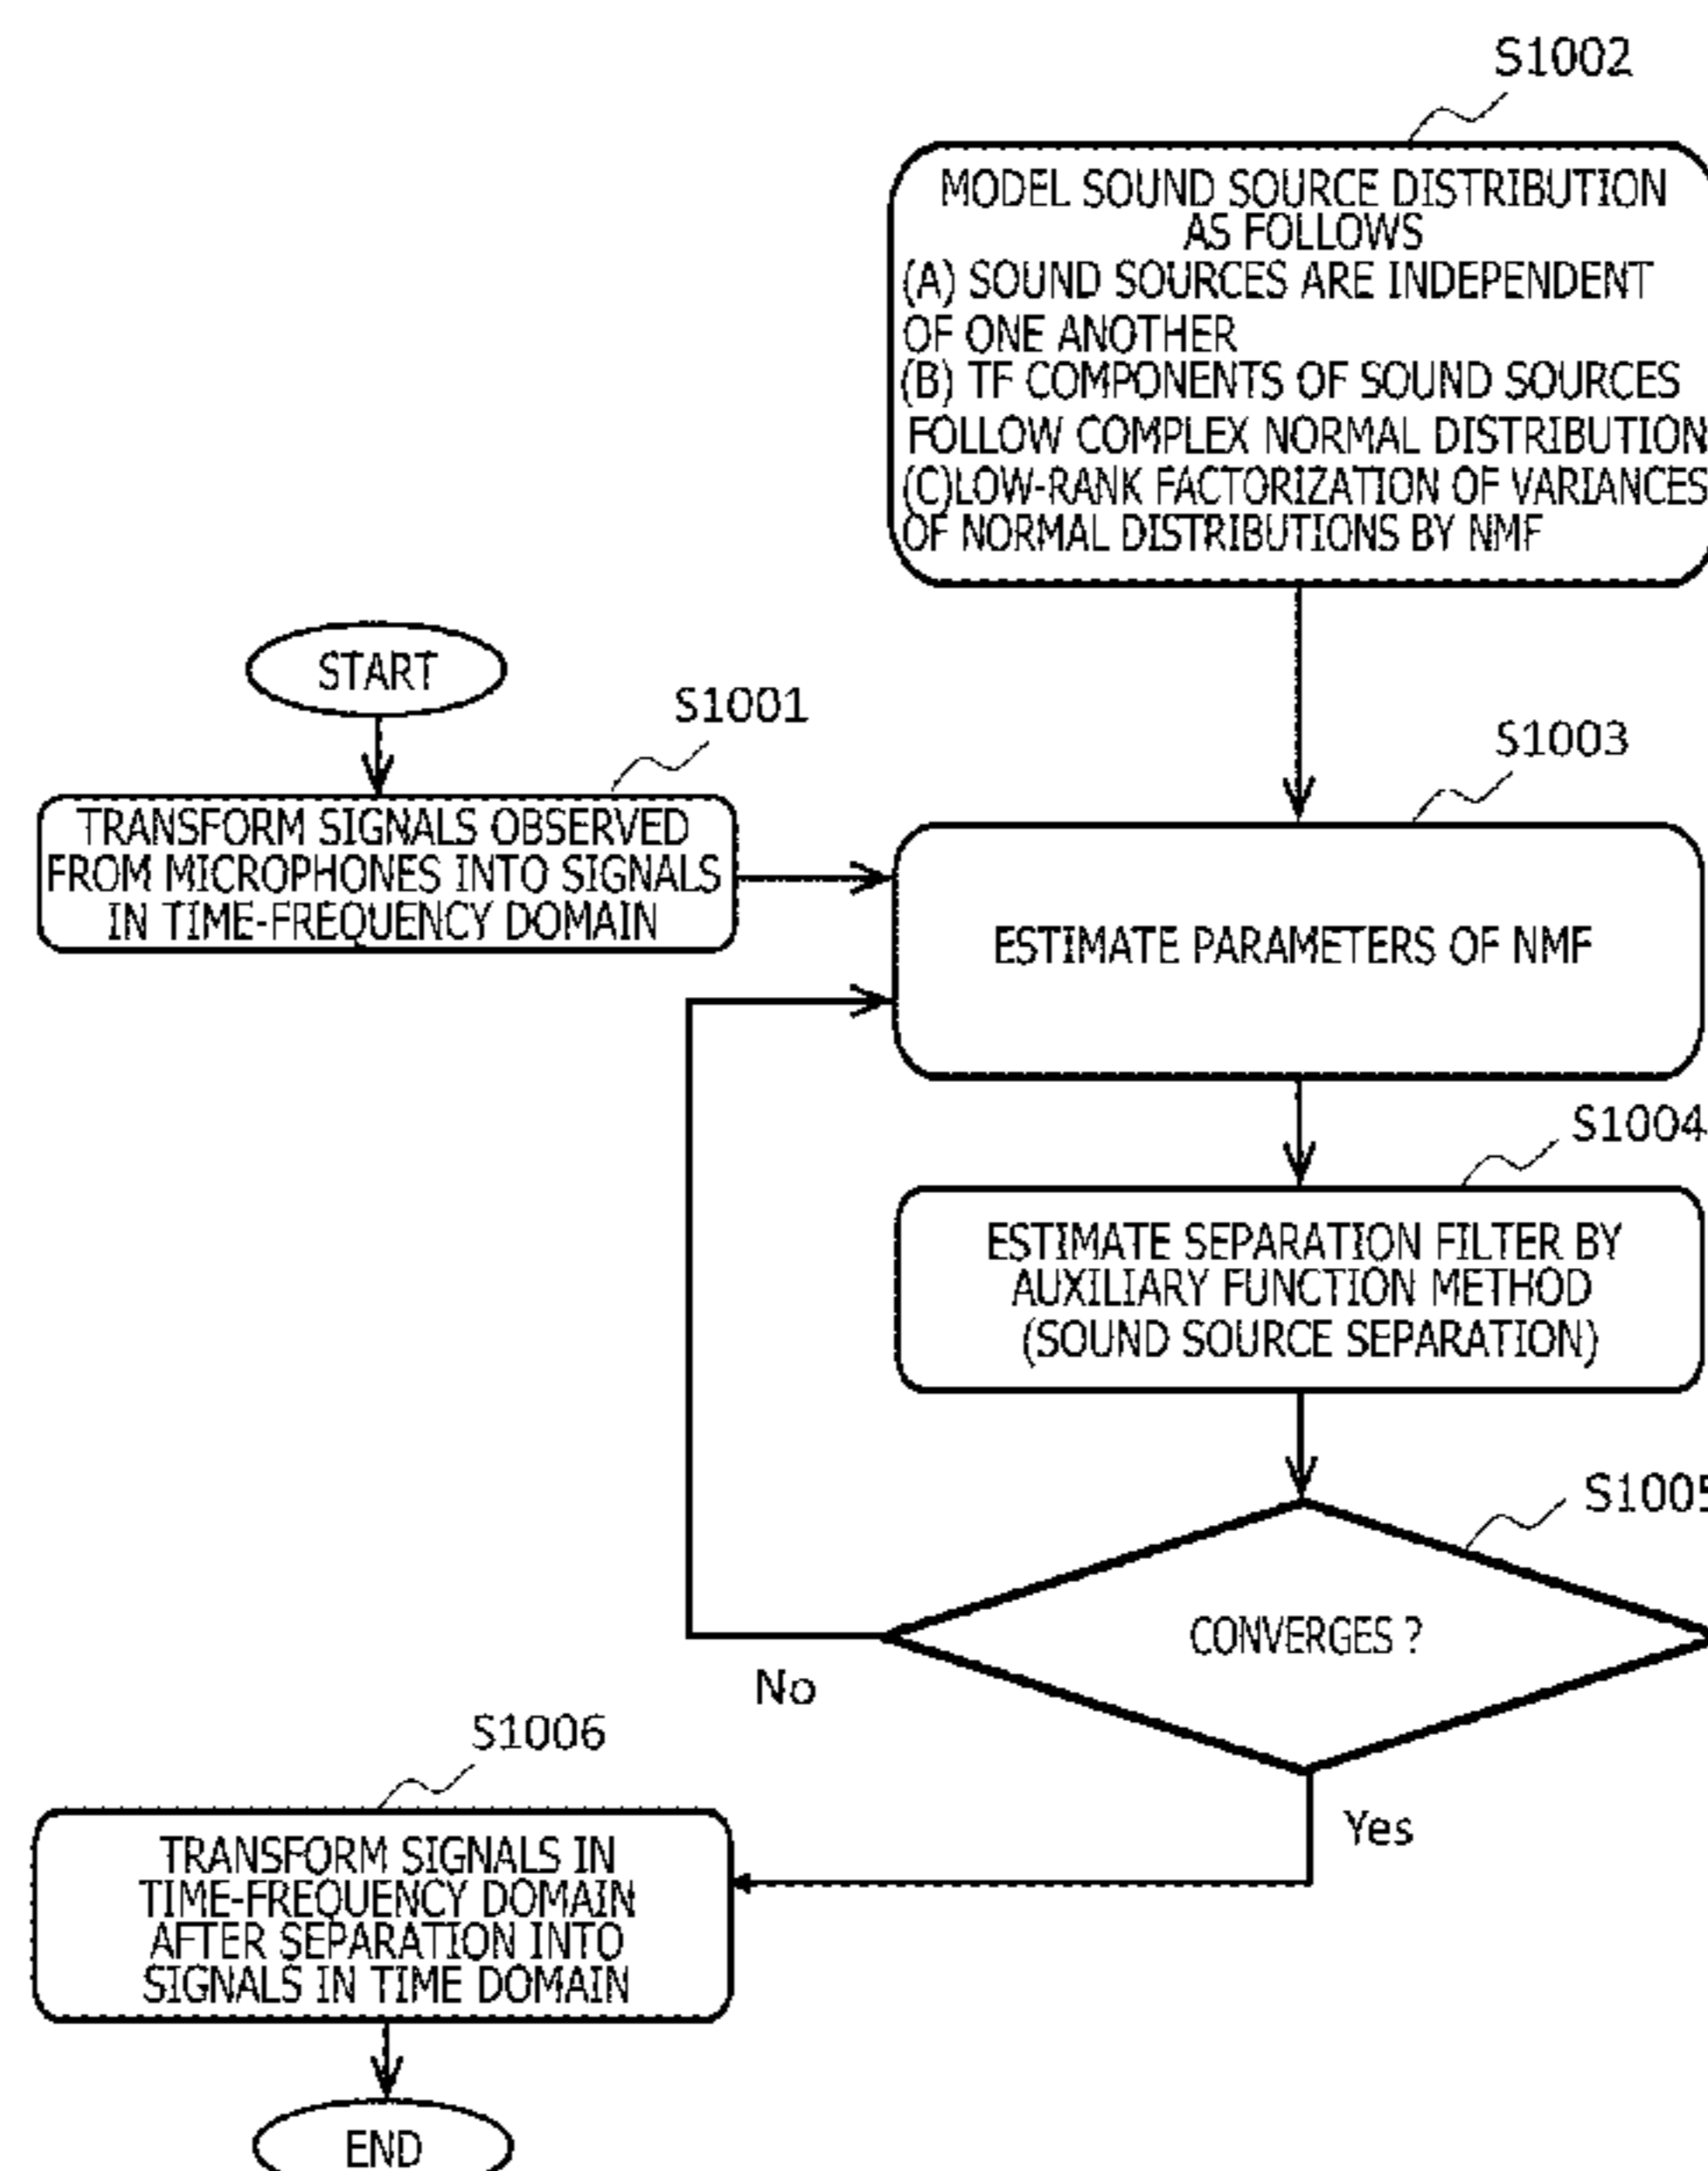 S1002
MODEL SOUND SOURCE DISTRIBUTION
AS FOLLOWS
(A) SOUND SOURCES ARE INDEPENDENT
OF ONE ANOTHER
(B) TF COMPONENTS OF SOUND SOURCES
FOLLOW COMPLEX NORMAL DISTRIBUTION
(C)LOW-RANK FACTORIZATION OF VARIANCES
OF NORMAL DISTRIBUTIONS BY NMF
START
S1001
TRANSFORM SIGNALS OBSERVED
FROM MICROPHONES INTO SIGNALS
IN TIME-FREQUENCY DOMAIN
S1003
ESTIMATE PARAMETERS OF NMF
S1004
ESTIMATE SEPARATION FILTER BY
AUXILIARY FUNCTION METHOD
(SOUND SOURCE SEPARATION)
S1005
CONVERGES ?
No
Yes
S1006
TRANSFORM SIGNALS IN
TIME-FREQUENCY DOMAIN
AFTER SEPARATION INTO
SIGNALS IN TIME DOMAIN
END